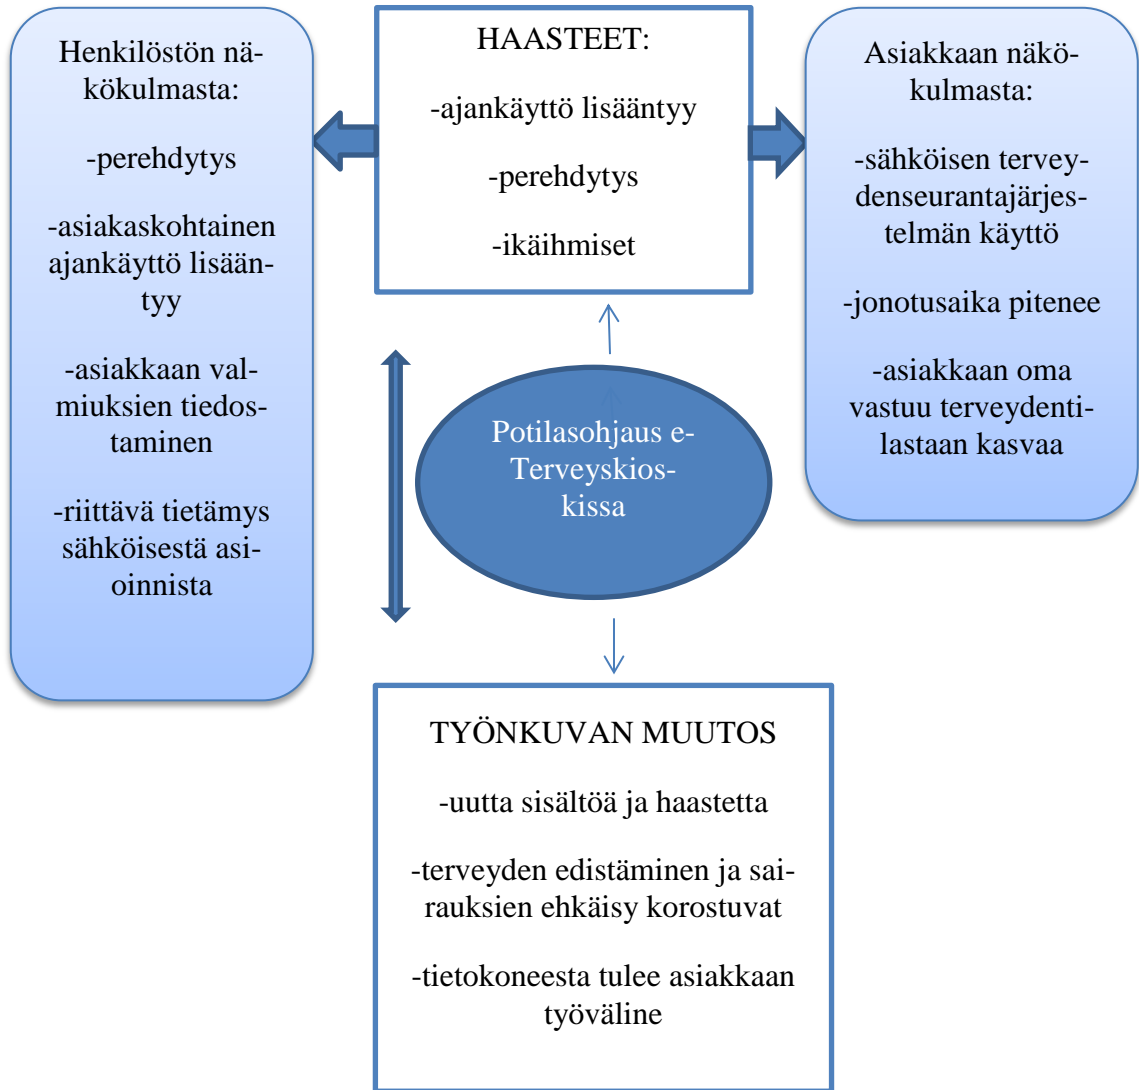 Henkilöstön nä-
kökulmasta:
-perehdytys
-asiakaskohtainen
ajankäyttö lisään-
tyy
-asiakkaan val-
miuksien tiedos-
taminen
-riittävä tietämys
sähköisestä asi-
oinnista
HAASTEET:
-ajankäyttö lisääntyy
-perehdytys
-ikäihmiset
Asiakkaan näkö-
kulmasta:
-sähköisen tervey-
denseurantajärjes-
telmän käyttö
-jonotusaika pitenee
-asiakkaan oma
vastuu terveydenti-
lastaan kasvaa
Potilasohjaus e-
Terveyskios-
kissa
TYÖNKUVAN MUUTOS
-uutta sisältöä ja haastetta
-terveyden edistäminen ja sai-
rauksien ehkäisy korostuvat
-tietokoneesta tulee asiakkaan
työväline